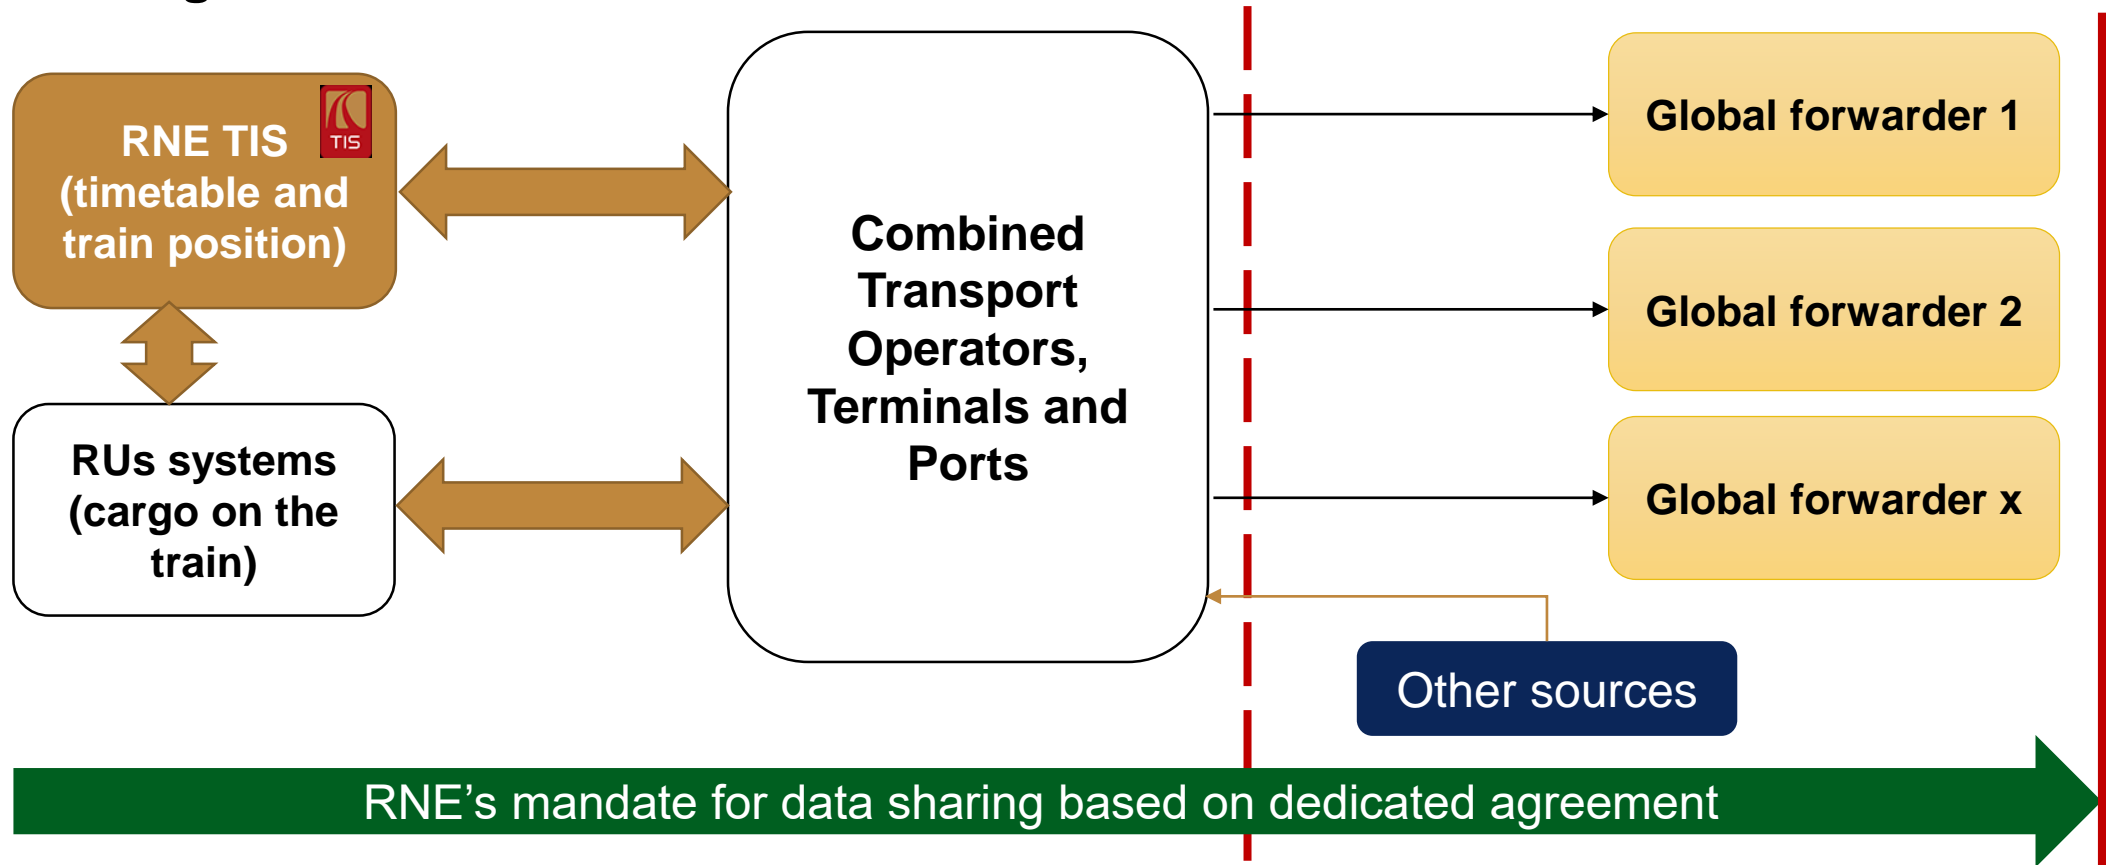 RNE TIS
(timetable and
train position)
TIS
RUs systems
(cargo on the
train)
Combined
Transport
Operators,
Terminals and
Ports
Global forwarder 1
Global forwarder 2
Global forwarder x
Other sources
RNE’s mandate for data sharing based on dedicated agreement